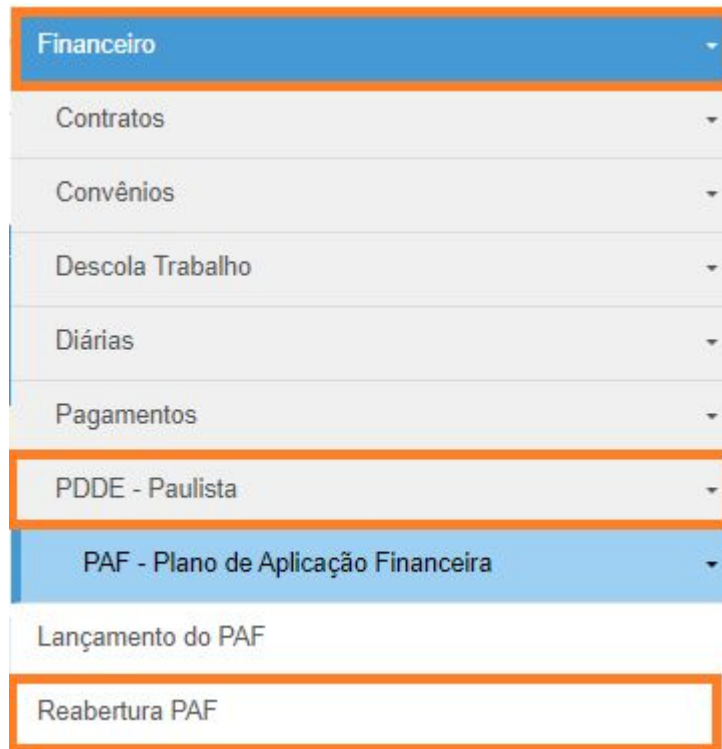 Financeiro
Contratos
Convênios
Descola Trabalho
Diárias
Pagamentos
PDDE - Paulista
PAF - Plano de Aplicação Financeira
Lançamento do PAF
Reabertura PAF